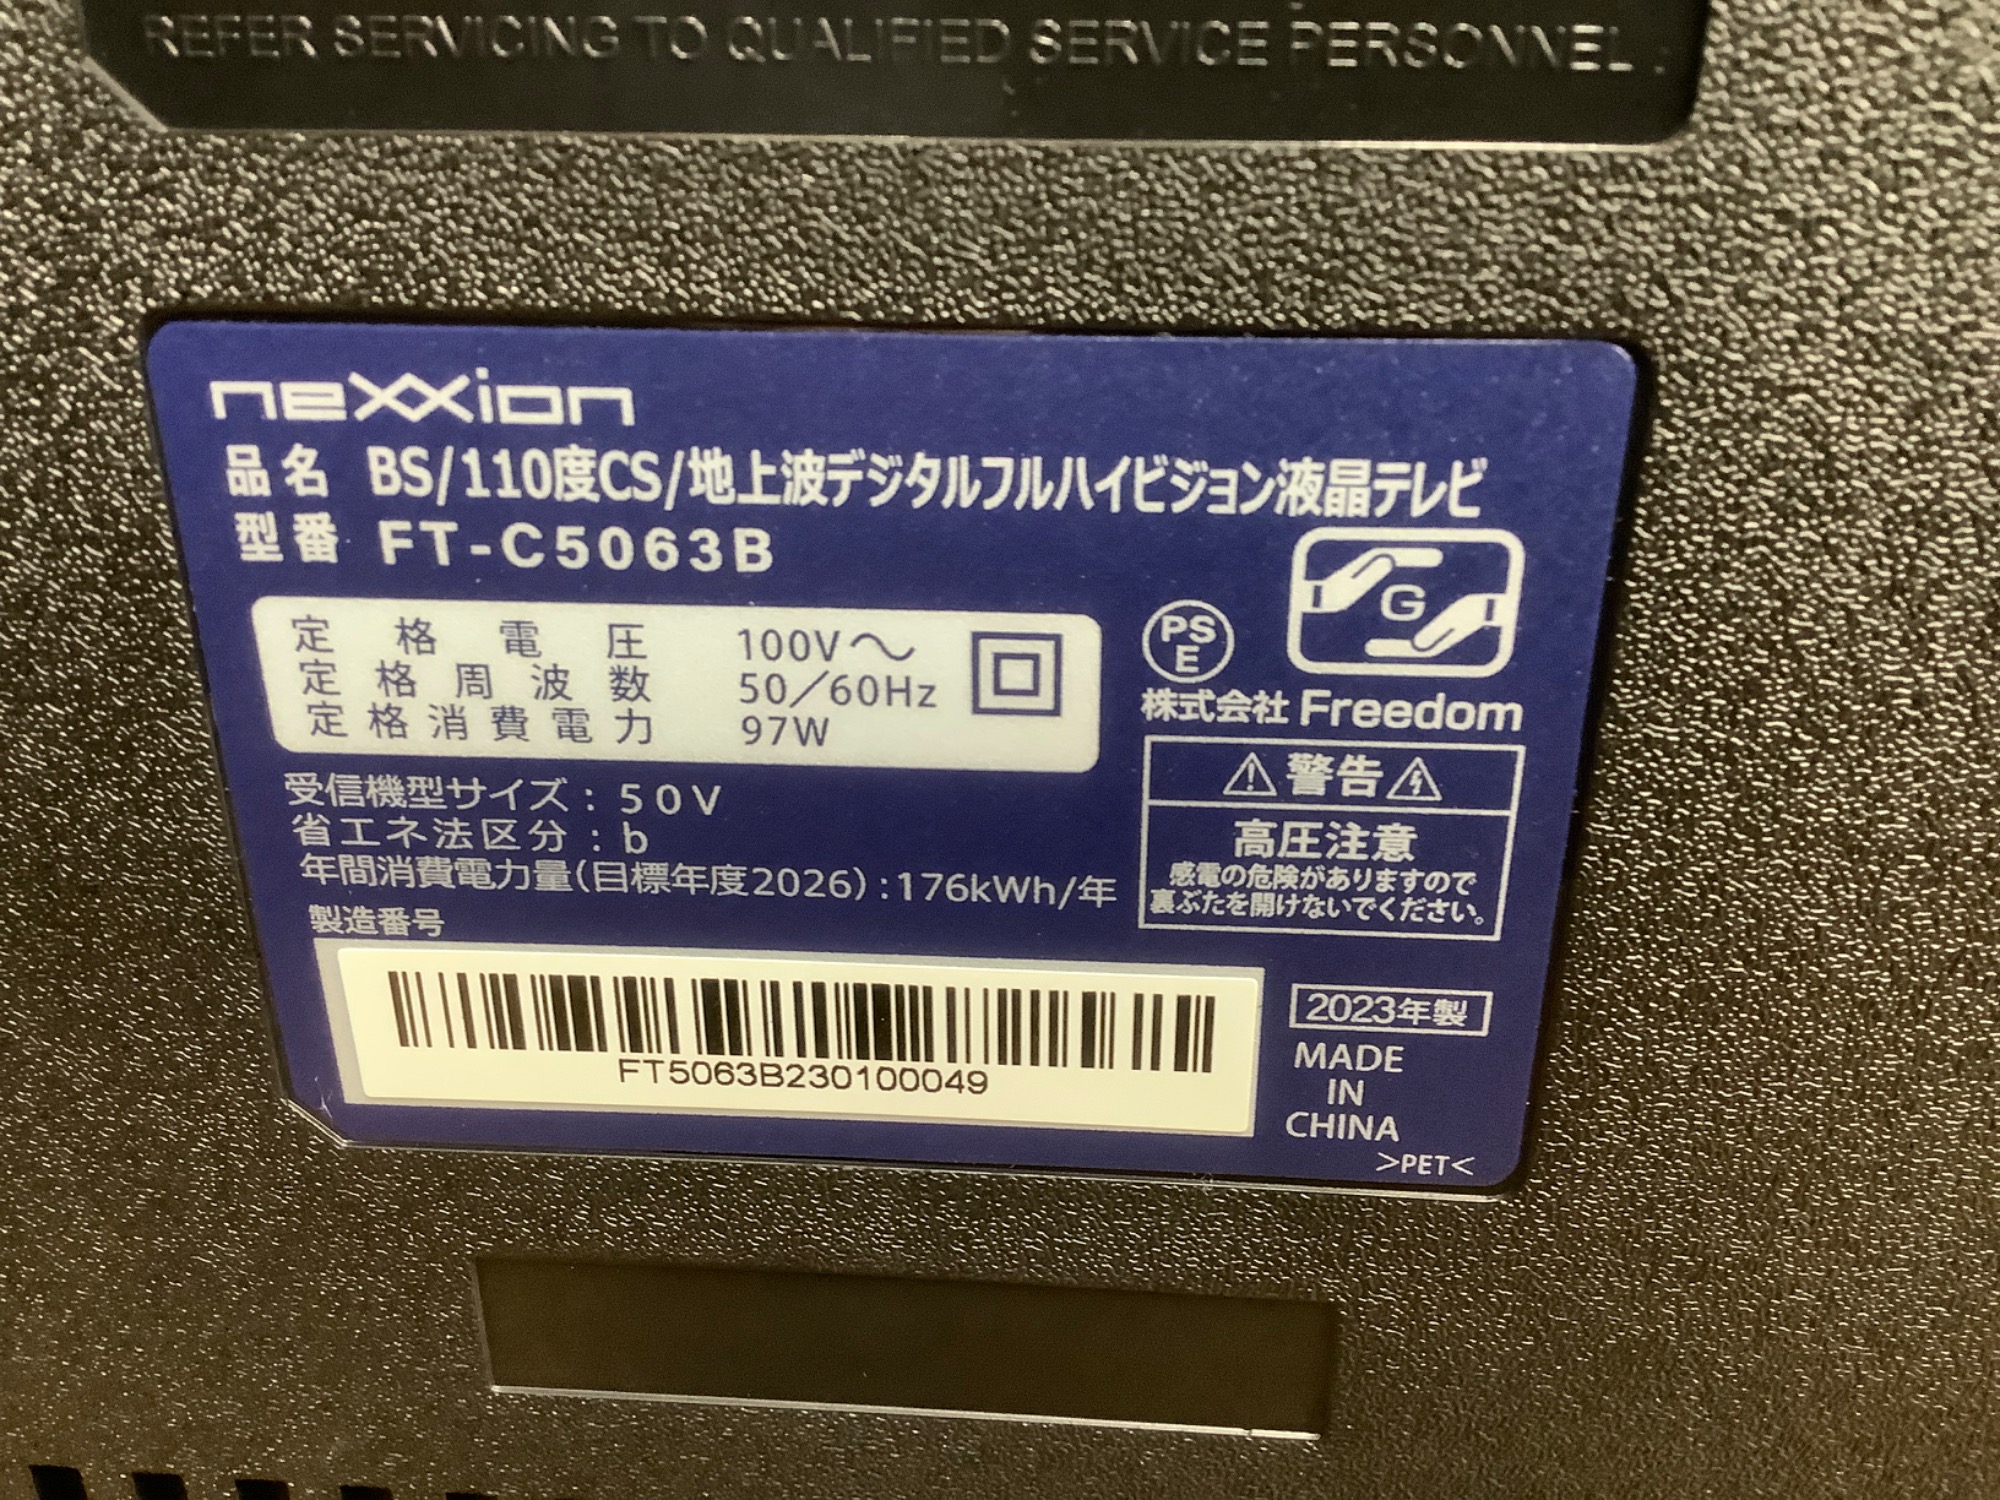 REFER SERVICING TO QUALIFIED SERVICE PERSONNEL.
neXXion
品名 BS/110度CS/地上波デジタルフルハイビジョン液晶テレビ
型番 FT-C5063B
定格電圧 100V～
定格周波数 50/60Hz
定格消費電力 97W
受信機型サイズ：50V
省エネ法区分：b
年間消費電力量(目標年度2026)：176kWh/年
製造番号
FT5063B230100049
G
PS
E
株式会社 Freedom
警告
高圧注意
感電の危険がありますので
裏ぶたを開けないでください。
2023年製
MADE
IN
CHINA
>PET<